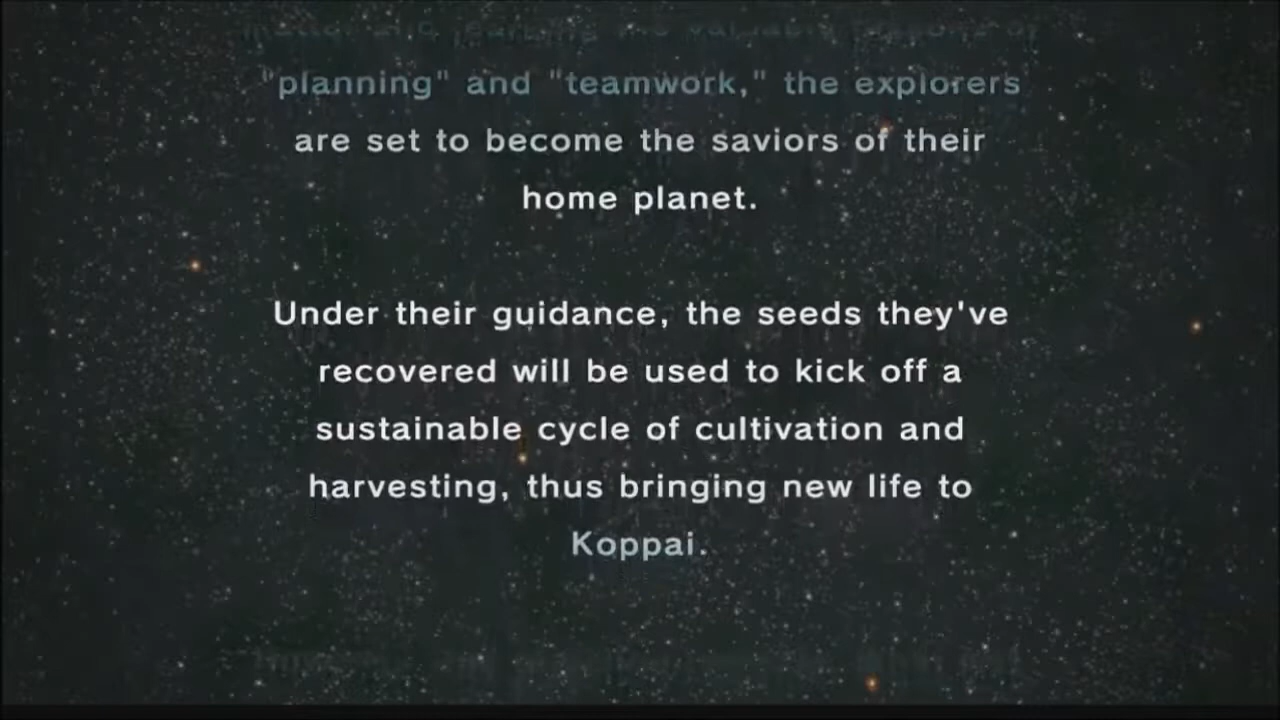 "planning" and "teamwork," the explorers
are set to become the saviors of their
home planet.
Under their guidance, the seeds they've
recovered will be used to kick off a
sustainable cycle of cultivation and
harvesting, thus bringing new life to
Koppai.